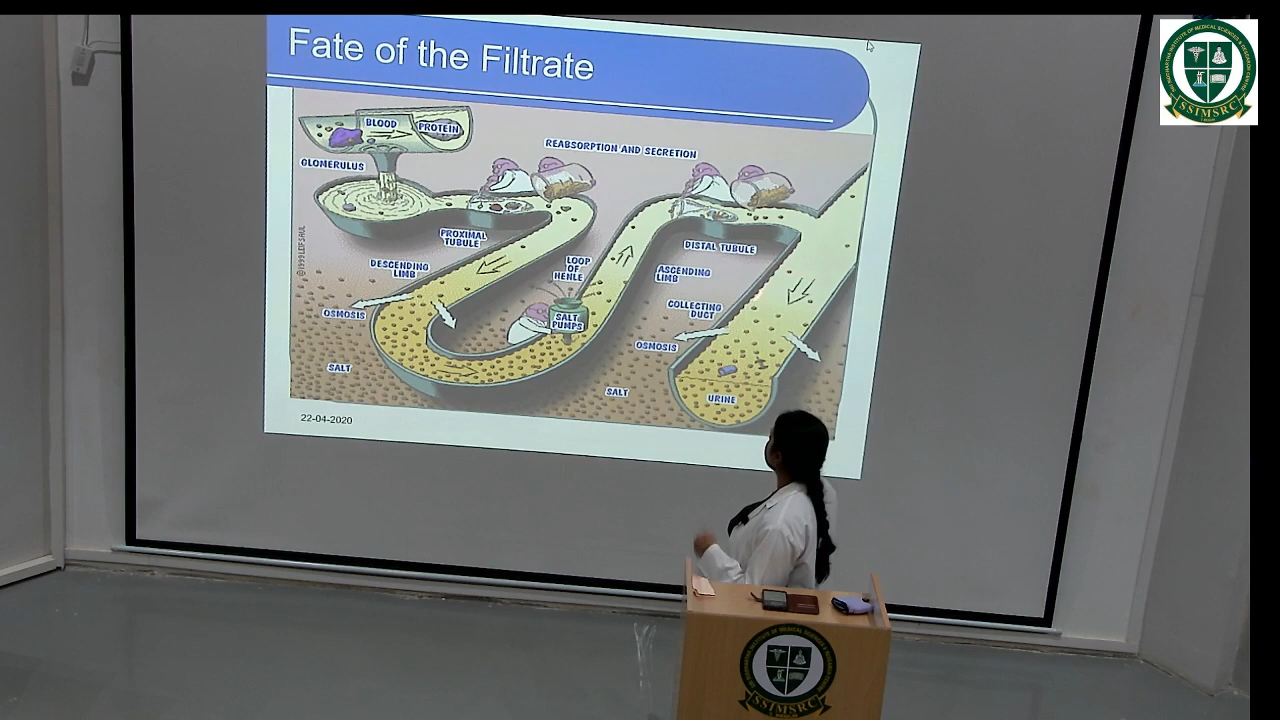 Fate of the Filtrate
BLOOD
PROTEIN
GLOMERULUS
REABSORPTION AND SECRETION
PROXIMAL
TUBULE
DISTAL TUBULE
DESCENDING
LIMB
LOOP
OF
HENLE
ASCENDING
LIMB
COLLECTING
DUCT
OSMOSIS
SALT
PUMPS
OSMOSIS
SALT
SALT
URINE
22-04-2020
SSIMSRC
SSIMSRC